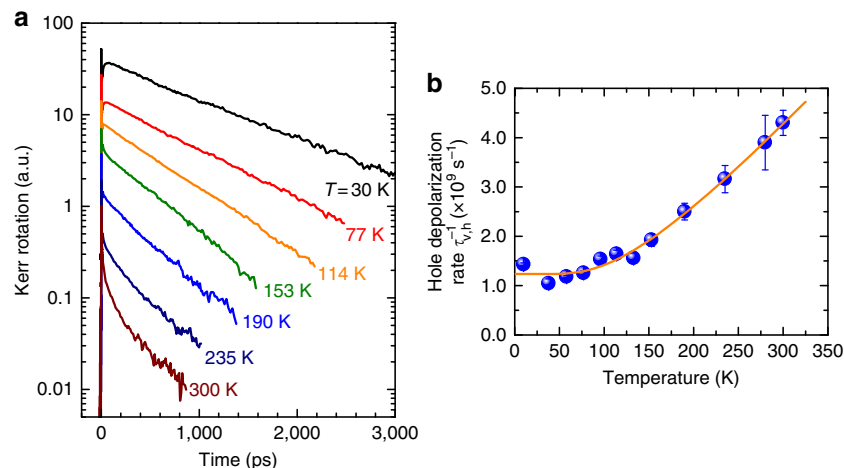 a
Kerr rotation (a.u.)
100
10
1
0.1
0.01
T = 30 K
77 K
114 K
153 K
190 K
235 K
300 K
0
1,000
2,000
3,000
Time (ps)
b
Hole depolarization
rate τ⁻¹ᵥ,ₕ (×10⁹ s⁻¹)
5.0
4.0
3.0
2.0
1.0
0.0
0 50 100 150 200 250 300 350
Temperature (K)